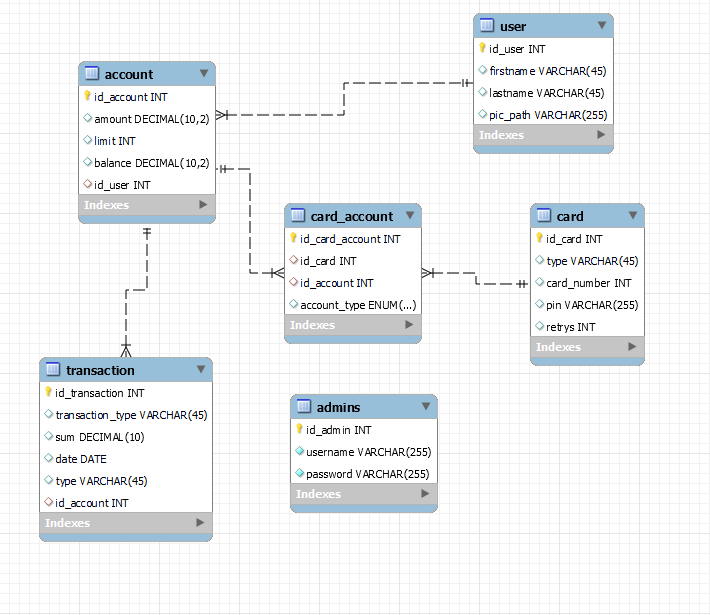 user
id_user INT
firstname VARCHAR(45)
lastname VARCHAR(45)
pic_path VARCHAR(255)
Indexes
account
id_account INT
amount DECIMAL(10,2)
limit INT
balance DECIMAL(10,2)
id_user INT
Indexes
card_account
id_card_account INT
id_card INT
id_account INT
account_type ENUM(...)
Indexes
card
id_card INT
type VARCHAR(45)
card_number INT
pin VARCHAR(255)
retrys INT
Indexes
transaction
id_transaction INT
transaction_type VARCHAR(45)
sum DECIMAL(10)
date DATE
type VARCHAR(45)
id_account INT
Indexes
admins
id_admin INT
username VARCHAR(255)
password VARCHAR(255)
Indexes